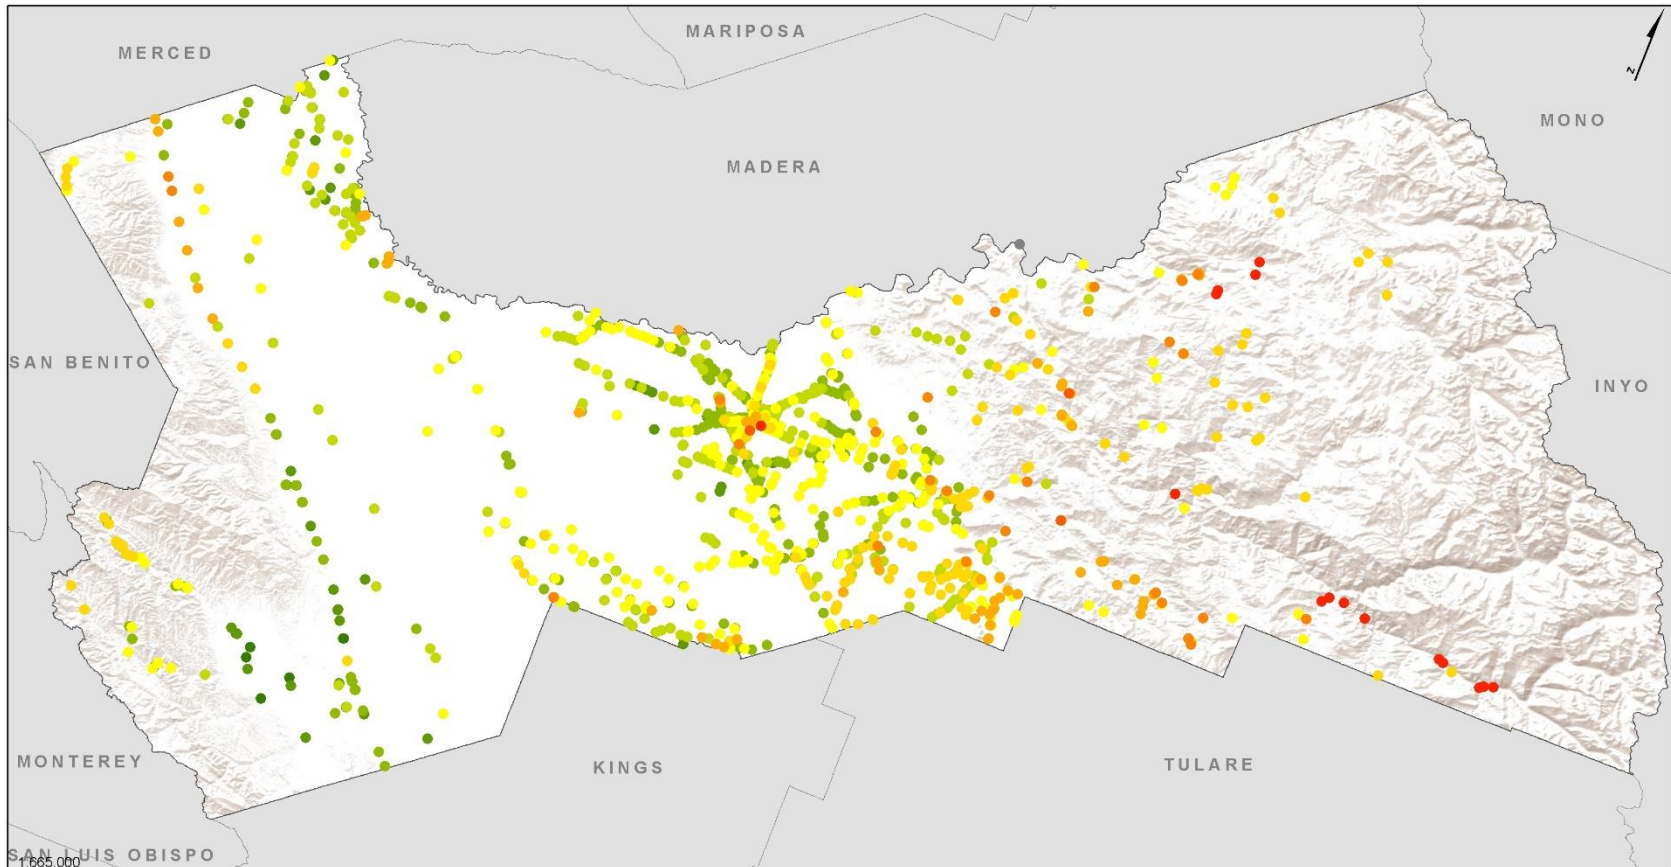 MARIPOSA
MERCED
MONO
MADERA
SAN BENITO
INYO
MONTEREY
KINGS
TULARE
SAN LUIS OBISPO
1:665,000
z